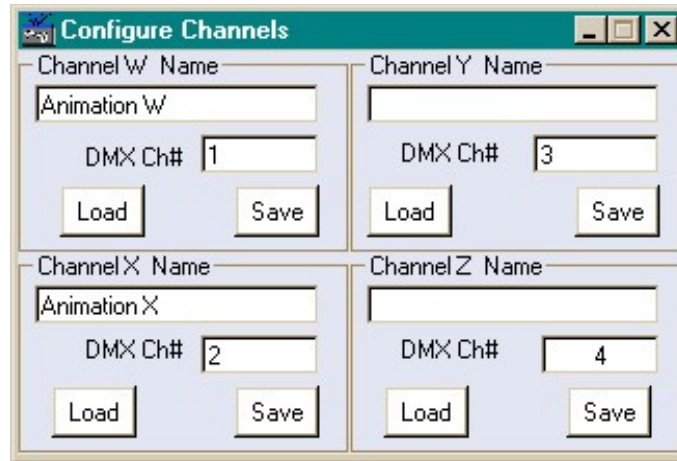 Configure Channels
Channel W Name
Animation W
DMX Ch# 1
Load Save
Channel Y Name
DMX Ch# 3
Load Save
Channel X Name
Animation X
DMX Ch# 2
Load Save
Channel Z Name
DMX Ch# 4
Load Save